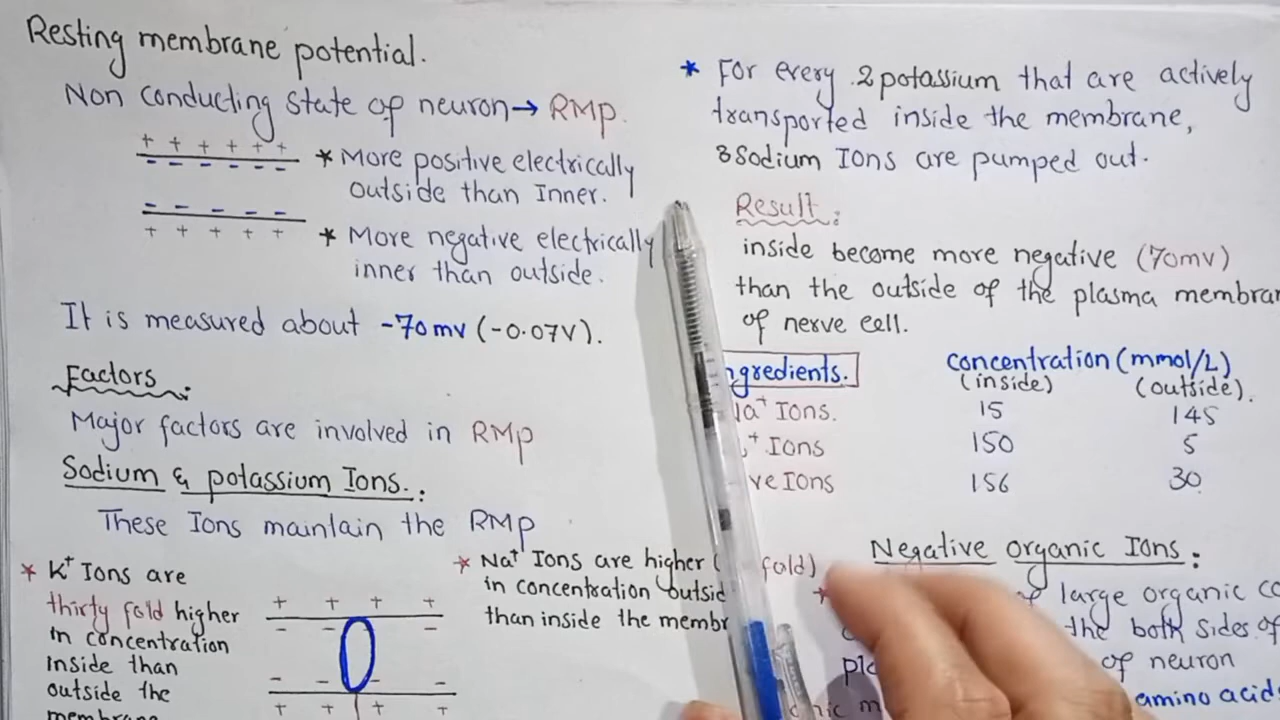 Resting membrane potential.
Non conducting state of neuron → RMP.
+ + + + + +
- - - - - -
* More positive electrically
outside than Inner.
- - - - -
+ + + + +
* More negative electrically
inner than outside.
It is measured about -70mv (-0.07V).
Factors :
Major factors are involved in RMP
Sodium & potassium Ions. :
These Ions maintain the RMP
* K+ Ions are
thirty fold higher
in concentration
inside than
outside the
+ + + +
- - -
- - -
+ + +
* Na+ Ions are higher (
fold)
in concentration
than inside the
* For every 2 potassium that are actively
transported inside the membrane,
3 Sodium Ions are pumped out.
Result :
inside become more negative (70mv)
than the outside of the plasma
of nerve cell.
concentration (mmol/L)
(inside) (outside).
Ions. 15 145
Ions 150 5
Ions 156 30
Negative organic Ions :
large organic
the both sides of
of neuron
amino acids